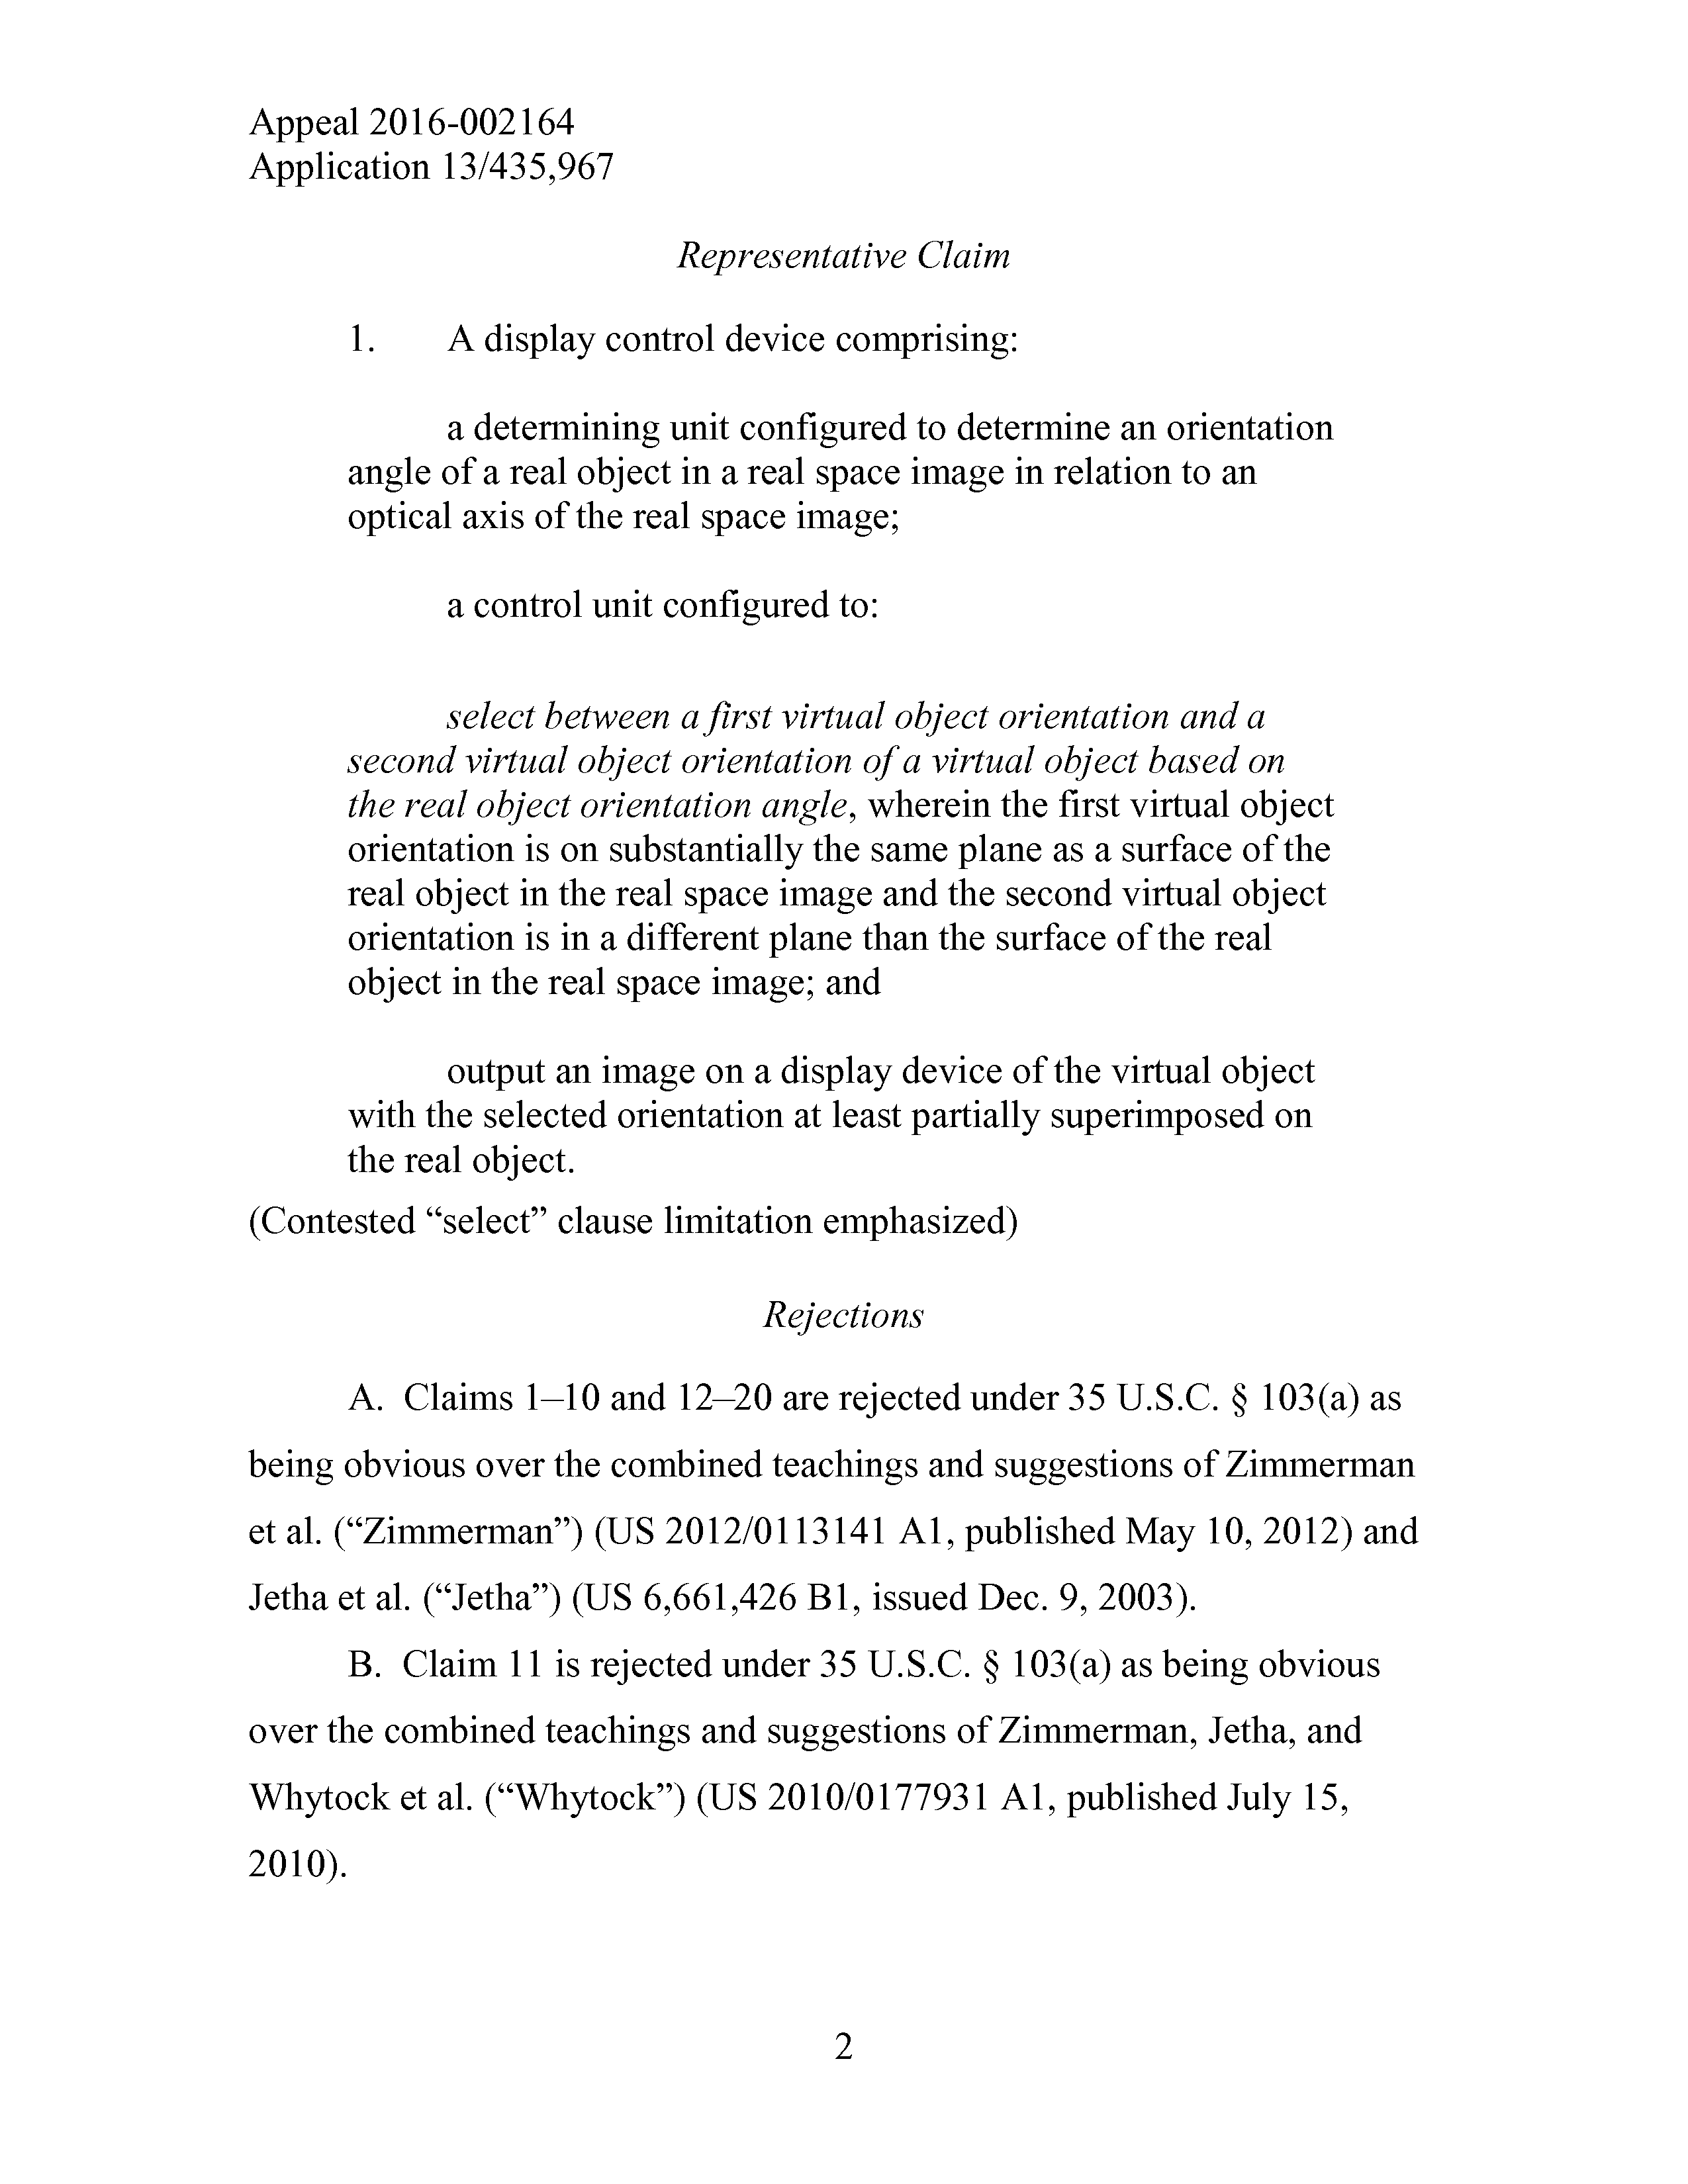 Appeal 2016-002164
Application 13/435,967
Representative Claim
1. A display control device comprising:
a determining unit configured to determine an orientation
angle of a real object in a real space image in relation to an
optical axis of the real space image;
a control unit configured to:
select between a first virtual object orientation and a
second virtual object orientation of a virtual object based on
the real object orientation angle, wherein the first virtual object
orientation is on substantially the same plane as a surface of the
real object in the real space image and the second virtual object
orientation is in a different plane than the surface of the real
object in the real space image; and
output an image on a display device of the virtual object
with the selected orientation at least partially superimposed on
the real object.
(Contested “select” clause limitation emphasized)
Rejections
A. Claims 1–10 and 12–20 are rejected under 35 U.S.C. § 103(a) as
being obvious over the combined teachings and suggestions of Zimmerman
et al. (“Zimmerman”) (US 2012/0113141 A1, published May 10, 2012) and
Jetha et al. (“Jetha”) (US 6,661,426 B1, issued Dec. 9, 2003).
B. Claim 11 is rejected under 35 U.S.C. § 103(a) as being obvious
over the combined teachings and suggestions of Zimmerman, Jetha, and
Whytock et al. (“Whytock”) (US 2010/0177931 A1, published July 15,
2010).
2